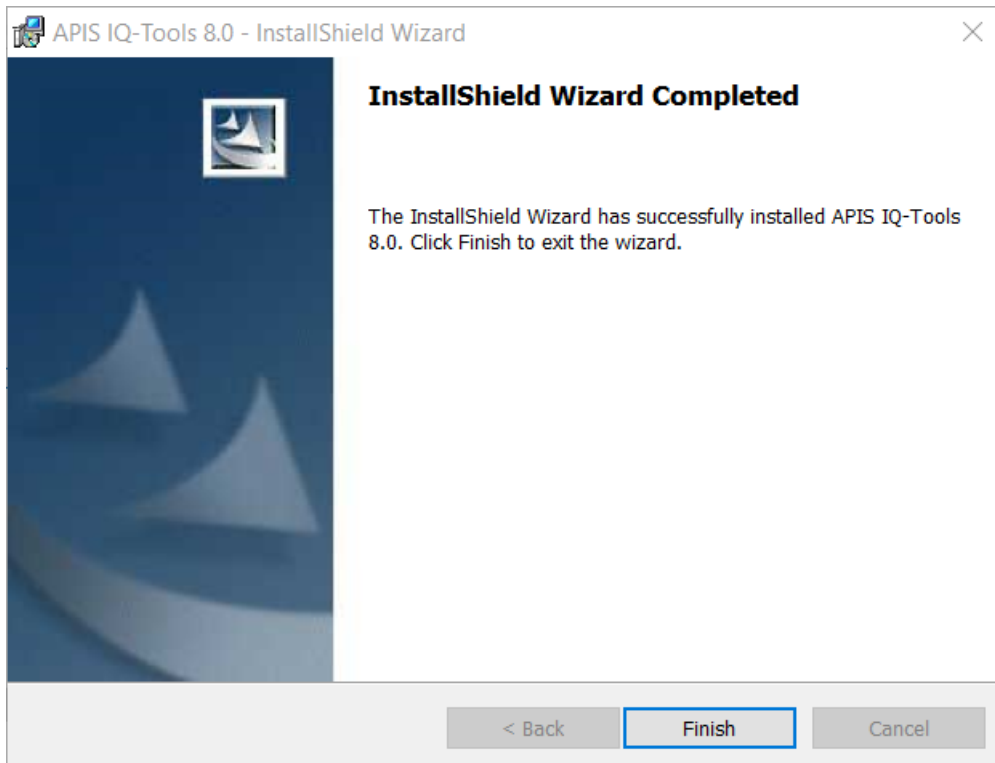 APIS IQ-Tools 8.0 - InstallShield Wizard
InstallShield Wizard Completed
The InstallShield Wizard has successfully installed APIS IQ-Tools
8.0. Click Finish to exit the wizard.
< Back
Finish
Cancel